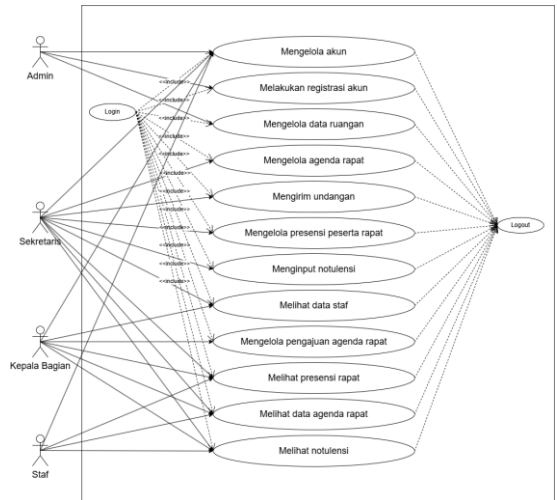 Mengelola akun
Admin
<<include>>
Melakukan registrasi akun
<<include>>
Login
<<include>>
Mengelola data ruangan
<<include>>
<<include>>
Mengelola agenda rapat
<<include>>
<<include>>
Mengirim undangan
<<include>>
Sekretaris
Logout
<<include>>
Mengelola presensi peserta rapat
<<include>>
<<include>>
Menginput notulensi
<<include>>
Melihat data staf
Mengelola pengajuan agenda rapat
Kepala Bagian
Melihat presensi rapat
Melihat data agenda rapat
Melihat notulensi
Staf